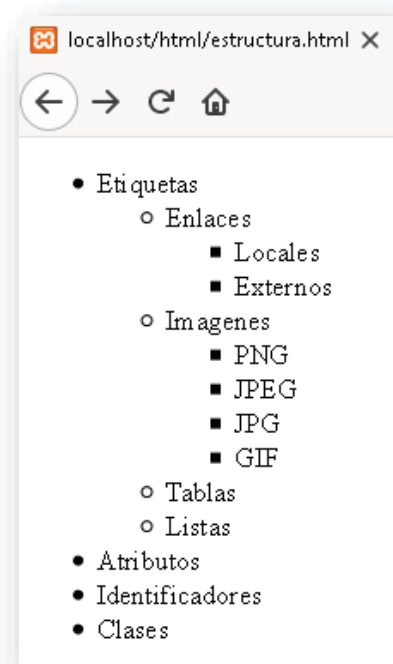 localhost/html/estructura.html
Etiquetas
Enlaces
Locales
Externos
Imagenes
PNG
JPEG
JPG
GIF
Tablas
Listas
Atributos
Identificadores
Clases